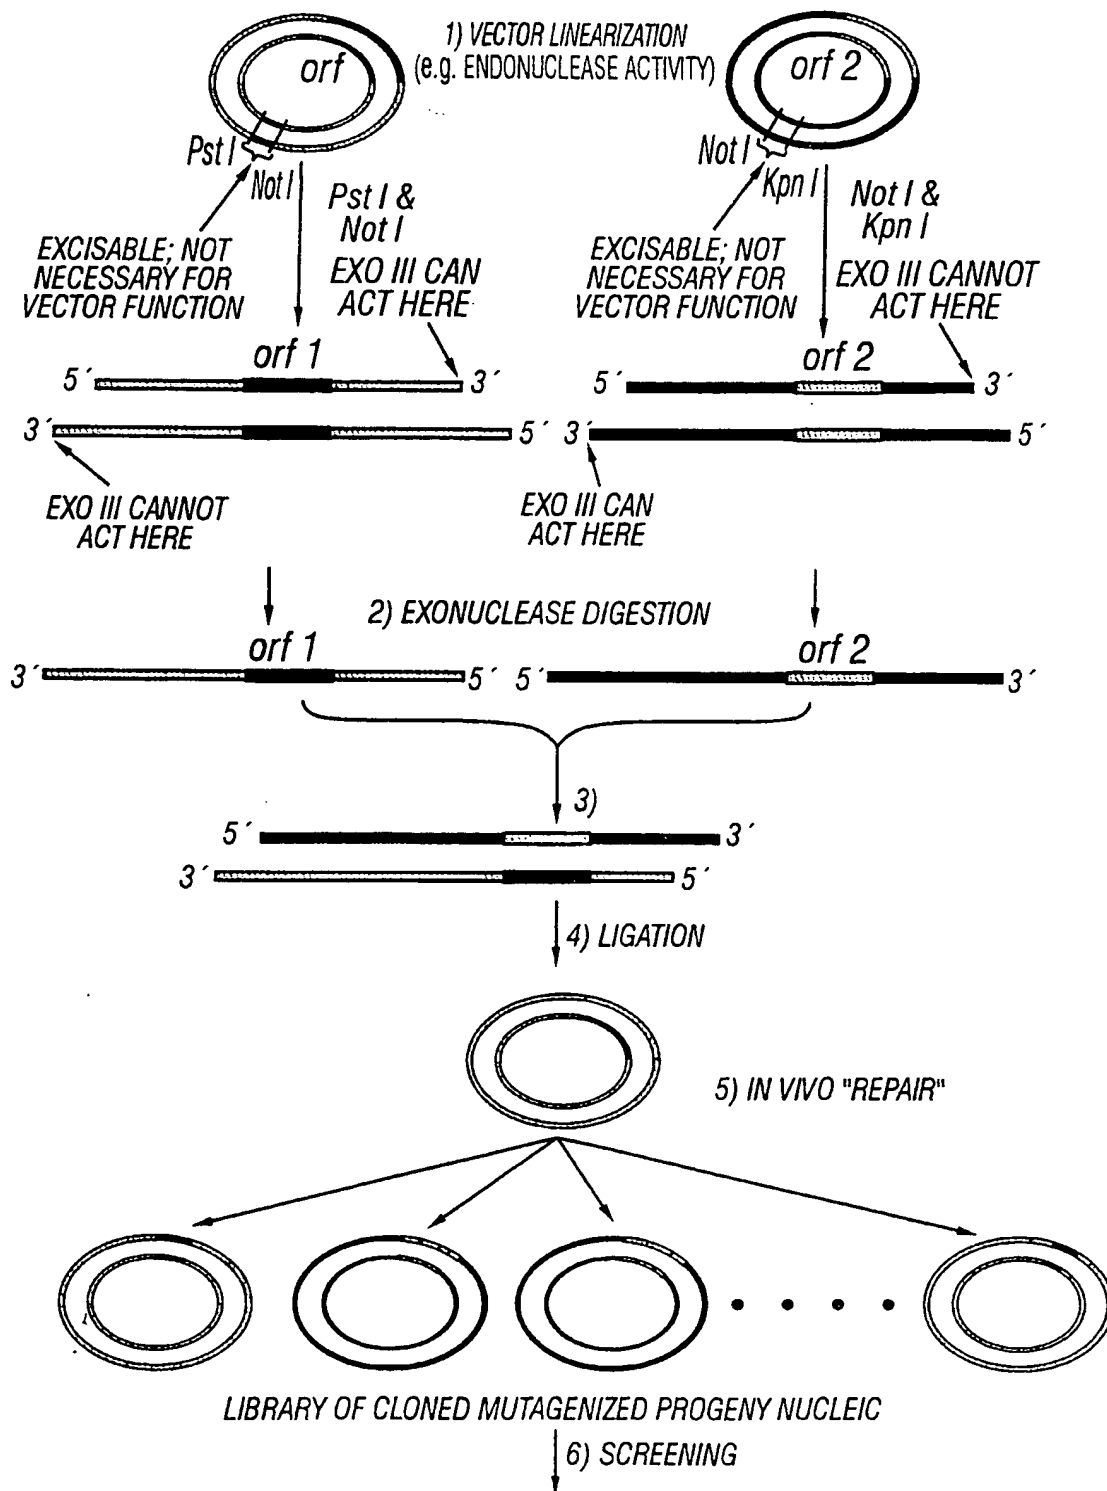 1) VECTOR LINEARIZATION
(e.g. ENDONUCLEASE ACTIVITY)
orf
orf 2
Pst I
Not I
Not I
Kpn I
Pst I &
Not I
Not I &
Kpn I
EXCISABLE; NOT
NECESSARY FOR
VECTOR FUNCTION
EXO III CAN
ACT HERE
EXCISABLE; NOT
NECESSARY FOR
VECTOR FUNCTION
EXO III CANNOT
ACT HERE
orf 1
orf 2
5´ 3´
5´ 3´
3´ 5´
3´ 5´
EXO III CANNOT
ACT HERE
EXO III CAN
ACT HERE
2) EXONUCLEASE DIGESTION
orf 1
orf 2
3´ 5´
5´ 3´
3)
5´ 3´
3´ 5´
4) LIGATION
5) IN VIVO "REPAIR"
LIBRARY OF CLONED MUTAGENIZED PROGENY NUCLEIC
6) SCREENING